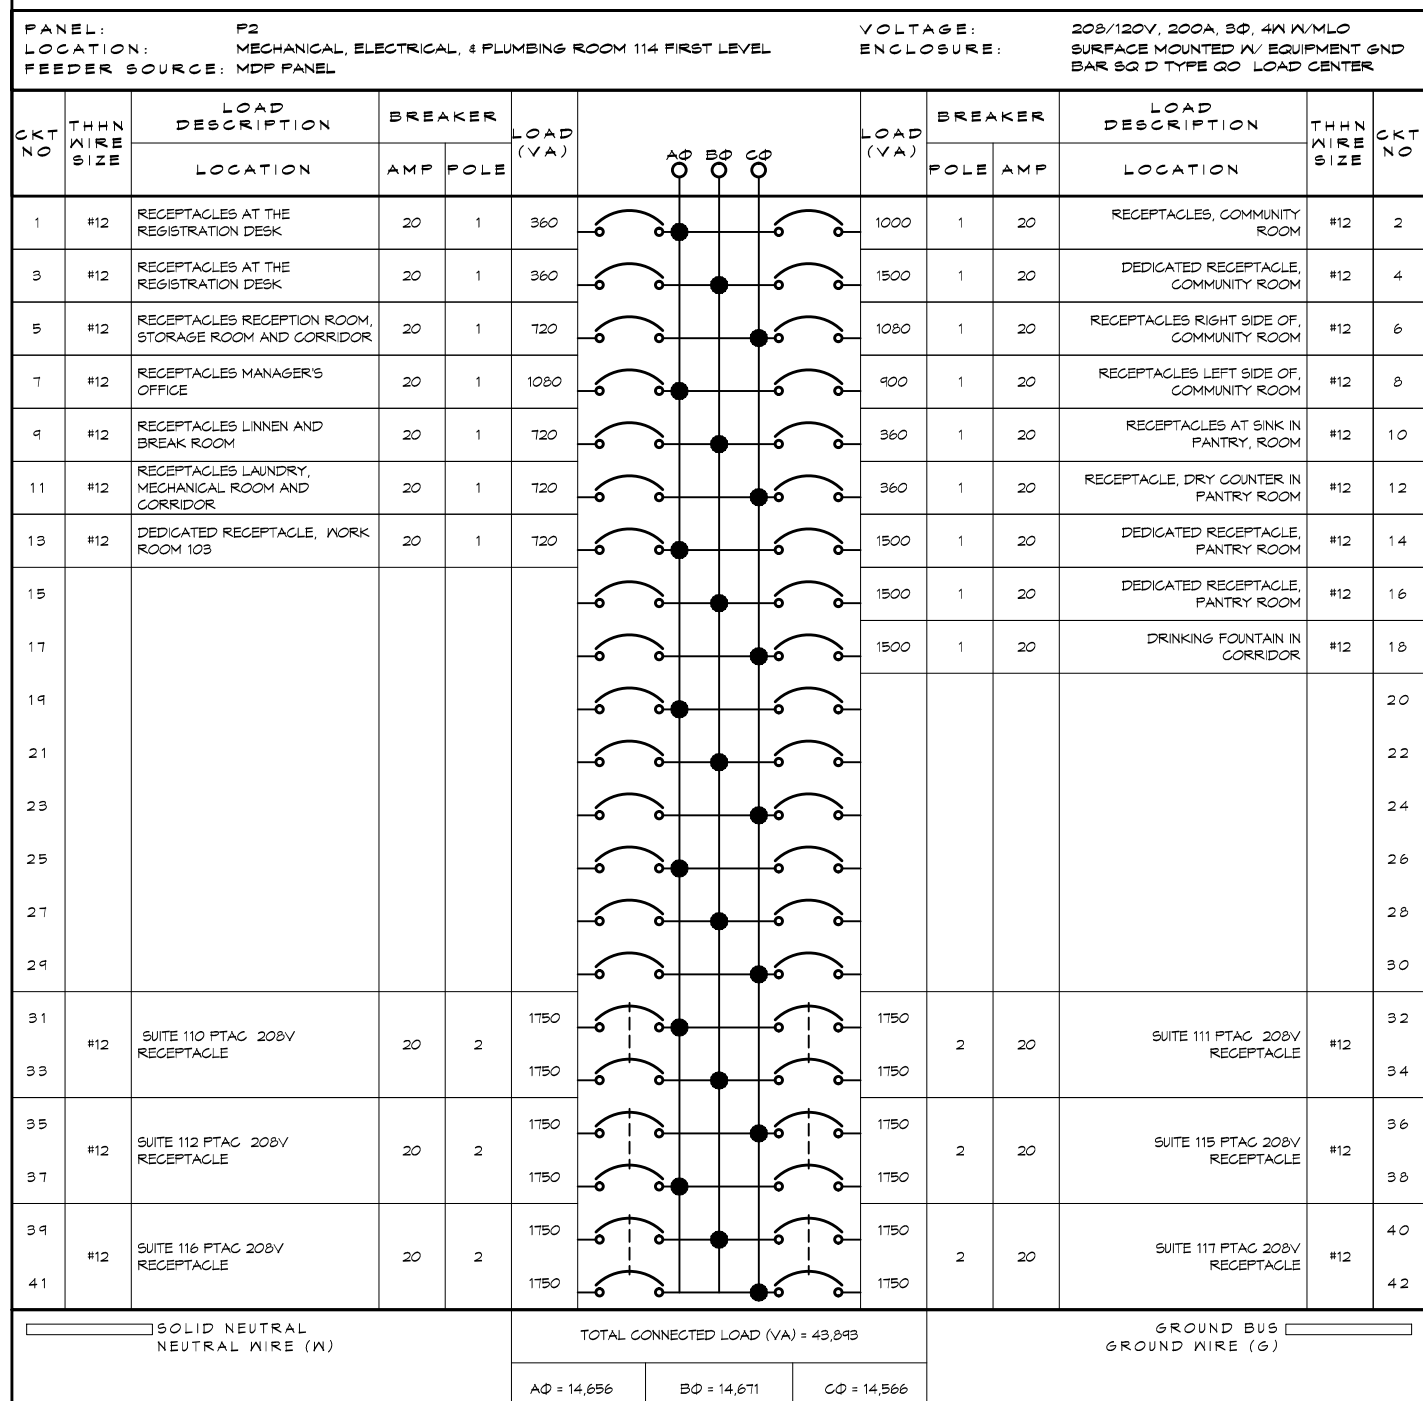 PANEL: P2 VOLTAGE: 208/120V, 200A, 3Φ, 4W W/MLO
LOCATION: MECHANICAL, ELECTRICAL, & PLUMBING ROOM 114 FIRST LEVEL ENCLOSURE: SURFACE MOUNTED W/ EQUIPMENT GND
FEEDER SOURCE: MDP PANEL BAR SQ D TYPE QO LOAD CENTER
CKT NO
THHN WIRE SIZE
LOAD DESCRIPTION
LOCATION
BREAKER
AMP POLE
LOAD (VA)
AΦ BΦ CΦ
LOAD (VA)
BREAKER
POLE AMP
LOAD DESCRIPTION
LOCATION
THHN WIRE SIZE
CKT NO
1 #12 RECEPTACLES AT THE
REGISTRATION DESK 20 1 360
1000 1 20 RECEPTACLES, COMMUNITY
ROOM #12 2
3 #12 RECEPTACLES AT THE
REGISTRATION DESK 20 1 360
1500 1 20 DEDICATED RECEPTACLE,
COMMUNITY ROOM #12 4
5 #12 RECEPTACLES RECEPTION ROOM,
STORAGE ROOM AND CORRIDOR 20 1 720
1080 1 20 RECEPTACLES RIGHT SIDE OF,
COMMUNITY ROOM #12 6
7 #12 RECEPTACLES MANAGER'S
OFFICE 20 1 1080
900 1 20 RECEPTACLES LEFT SIDE OF,
COMMUNITY ROOM #12 8
9 #12 RECEPTACLES LINNEN AND
BREAK ROOM 20 1 720
360 1 20 RECEPTACLES AT SINK IN
PANTRY, ROOM #12 10
11 #12 RECEPTACLES LAUNDRY,
MECHANICAL ROOM AND
CORRIDOR 20 1 720
360 1 20 RECEPTACLE, DRY COUNTER IN
PANTRY ROOM #12 12
13 #12 DEDICATED RECEPTACLE, WORK
ROOM 103 20 1 720
1500 1 20 DEDICATED RECEPTACLE,
PANTRY ROOM #12 14
15
1500 1 20 DEDICATED RECEPTACLE,
PANTRY ROOM #12 16
17
1500 1 20 DRINKING FOUNTAIN IN
CORRIDOR #12 18
19 20
21 22
23 24
25 26
27 28
29 30
31 1750 1750 32
#12 SUITE 110 PTAC 208V
RECEPTACLE 20 2
2 20 SUITE 111 PTAC 208V
RECEPTACLE #12
33 1750 1750 34
35 1750 1750 36
#12 SUITE 112 PTAC 208V
RECEPTACLE 20 2
2 20 SUITE 115 PTAC 208V
RECEPTACLE #12
37 1750 1750 38
39 1750 1750 40
#12 SUITE 116 PTAC 208V
RECEPTACLE 20 2
2 20 SUITE 117 PTAC 208V
RECEPTACLE #12
41 1750 1750 42
SOLID NEUTRAL
NEUTRAL WIRE (W)
TOTAL CONNECTED LOAD (VA) = 43,893
GROUND BUS
GROUND WIRE (G)
AΦ = 14,656 BΦ = 14,671 CΦ = 14,566